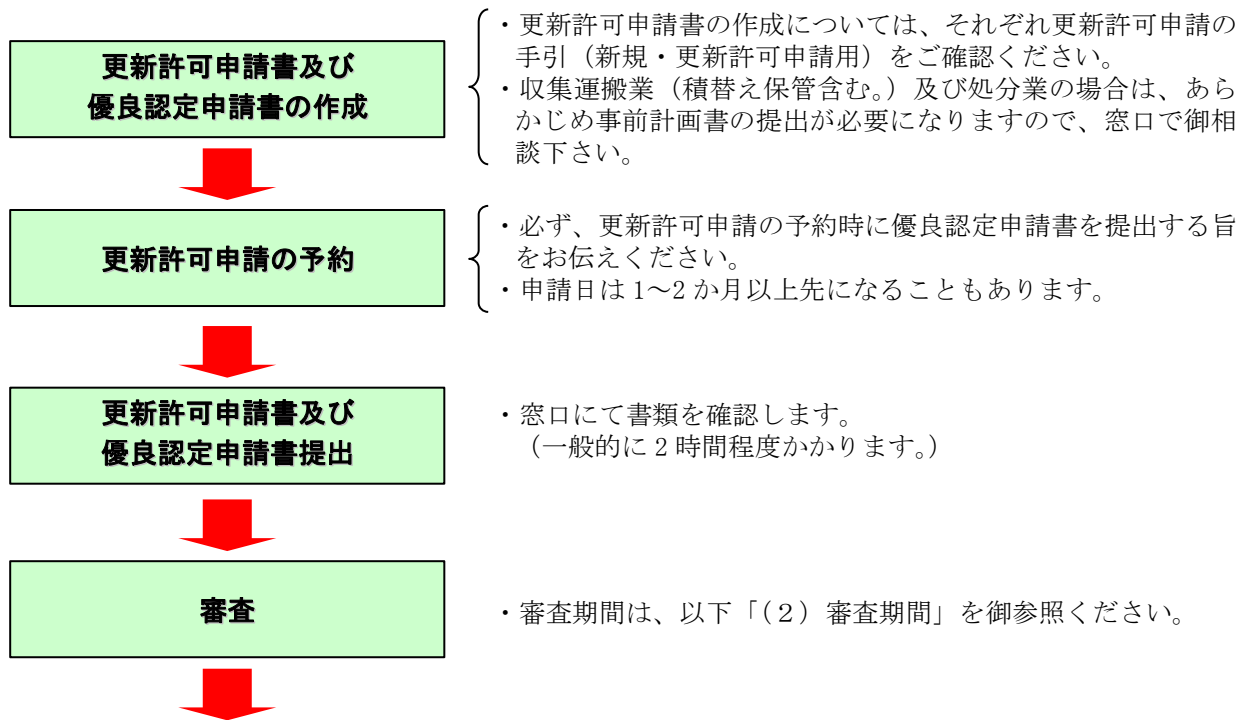 更新許可申請書及び
優良認定申請書の作成
・更新許可申請書の作成については、それぞれ更新許可申請の
手引（新規・更新許可申請用）をご確認ください。
・収集運搬業（積替え保管含む。）及び処分業の場合は、あら
かじめ事前計画書の提出が必要になりますので、窓口で御相
談下さい。
更新許可申請の予約
・必ず、更新許可申請の予約時に優良認定申請書を提出する旨
をお伝えください。
・申請日は1～2か月以上先になることもあります。
更新許可申請書及び
優良認定申請書提出
・窓口にて書類を確認します。
（一般的に2時間程度かかります。）
審査
・審査期間は、以下「（２）審査期間」を御参照ください。